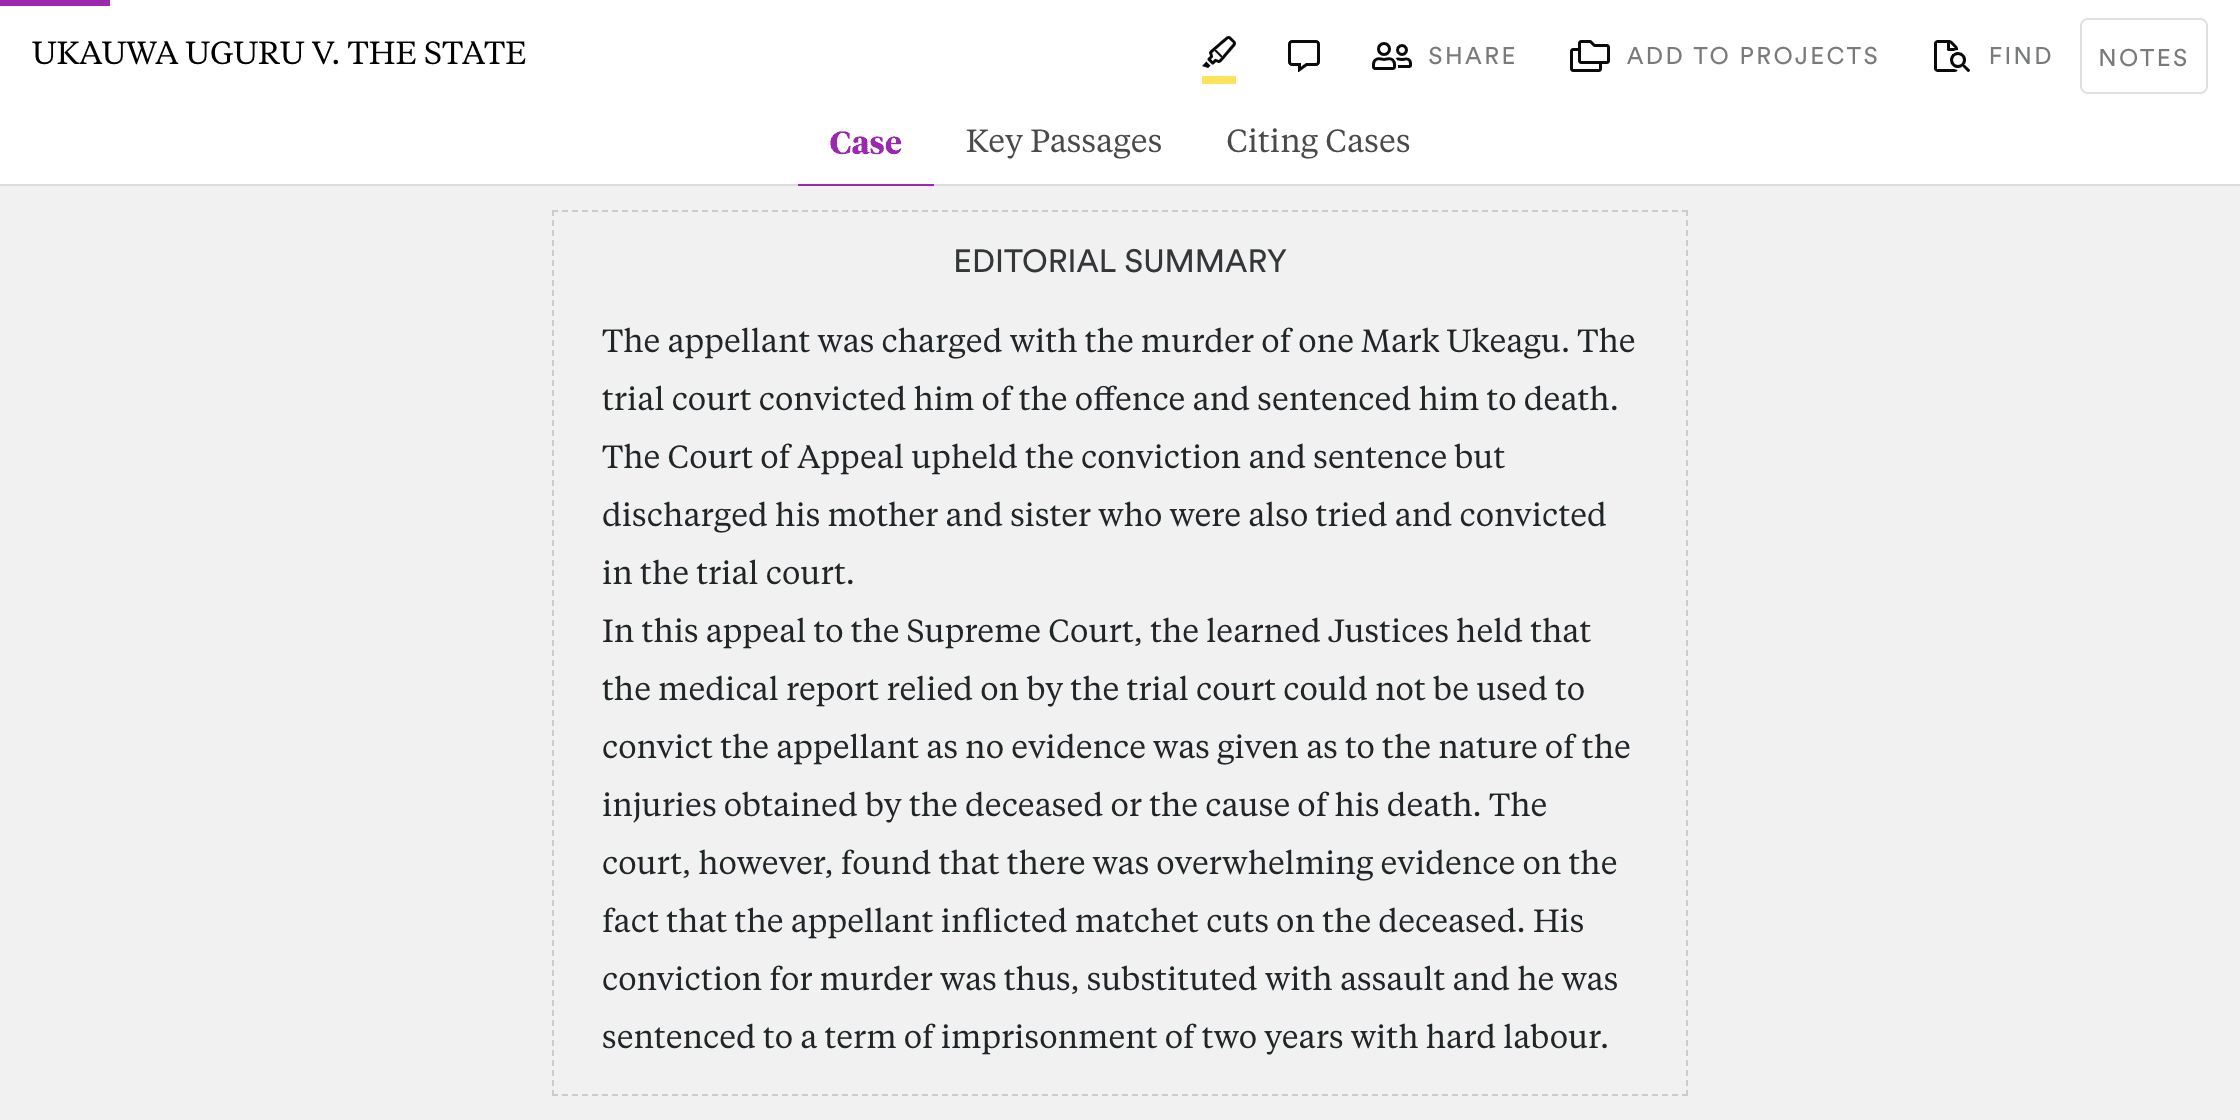 UKAUWA UGURU V. THE STATE
SHARE
ADD TO PROJECTS
FIND
NOTES
Case
Key Passages
Citing Cases
EDITORIAL SUMMARY
The appellant was charged with the murder of one Mark Ukeagu. The
trial court convicted him of the offence and sentenced him to death.
The Court of Appeal upheld the conviction and sentence but
discharged his mother and sister who were also tried and convicted
in the trial court.
In this appeal to the Supreme Court, the learned Justices held that
the medical report relied on by the trial court could not be used to
convict the appellant as no evidence was given as to the nature of the
injuries obtained by the deceased or the cause of his death. The
court, however, found that there was overwhelming evidence on the
fact that the appellant inflicted matchet cuts on the deceased. His
conviction for murder was thus, substituted with assault and he was
sentenced to a term of imprisonment of two years with hard labour.